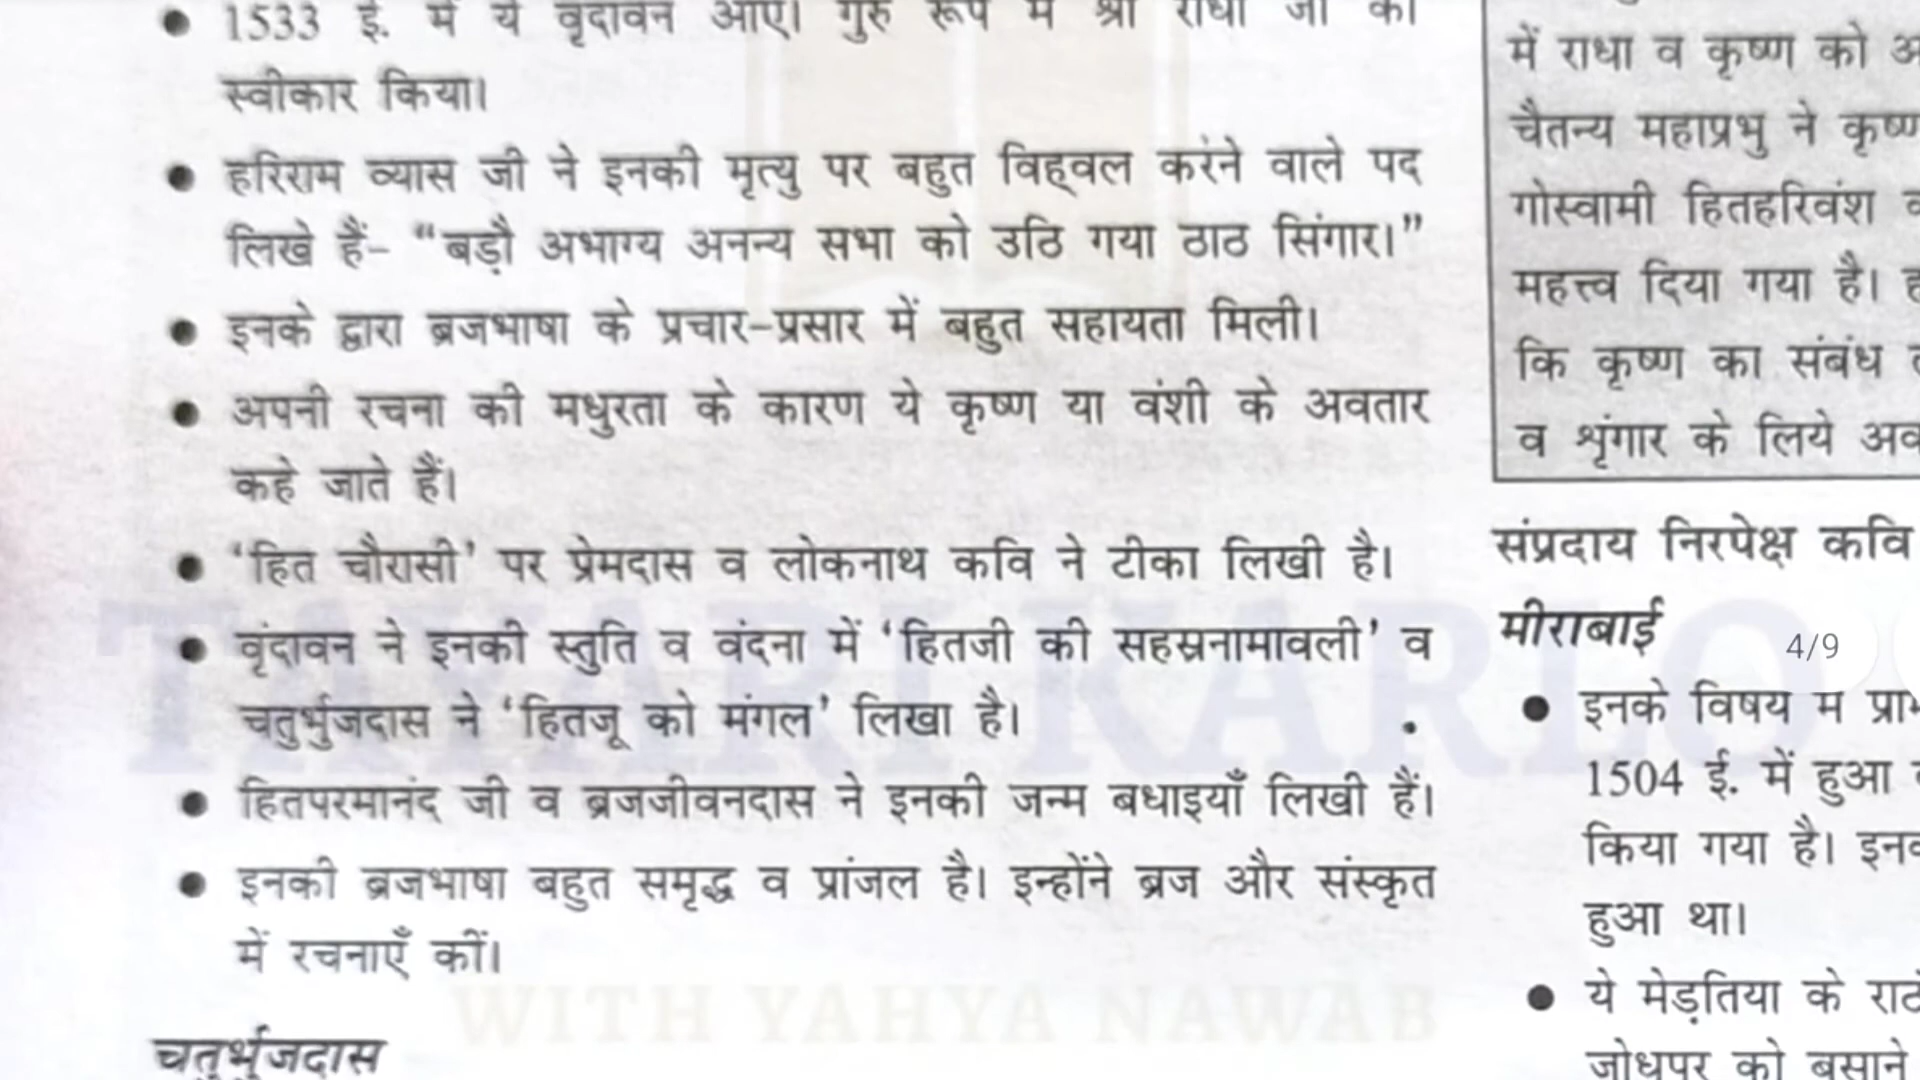 1533 ई. में ये वृंदावन आए। गुरु रूप में श्री राधा जी को
स्वीकार किया।
हरिराम व्यास जी ने इनकी मृत्यु पर बहुत विह्वल करने वाले पद
लिखे हैं- “बड़ौ अभाग्य अनन्य सभा को उठि गया ठाठ सिंगार।”
इनके द्वारा ब्रजभाषा के प्रचार-प्रसार में बहुत सहायता मिली।
अपनी रचना की मधुरता के कारण ये कृष्ण या वंशी के अवतार
कहे जाते हैं।
‘हित चौरासी’ पर प्रेमदास व लोकनाथ कवि ने टीका लिखी है।
वृंदावन ने इनकी स्तुति व वंदना में ‘हितजी की सहस्रनामावली’ व
चतुर्भुजदास ने ‘हितजू को मंगल’ लिखा है।
हितपरमानंद जी व ब्रजजीवनदास ने इनकी जन्म बधाइयाँ लिखी हैं।
इनकी ब्रजभाषा बहुत समृद्ध व प्रांजल है। इन्होंने ब्रज और संस्कृत
में रचनाएँ कीं।
चतुर्भुजदास
में राधा व कृष्ण को
चैतन्य महाप्रभु ने कृष्ण
गोस्वामी हितहरिवंश
महत्त्व दिया गया है।
कि कृष्ण का संबंध
व शृंगार के लिये
संप्रदाय निरपेक्ष कवि
मीराबाई
4/9
इनके विषय में
1504 ई. में हुआ
किया गया है।
हुआ था।
ये मेड़तिया के
जोधपुर को बसाने
TAYARI KARLO
WITH YAHYA NAWAB